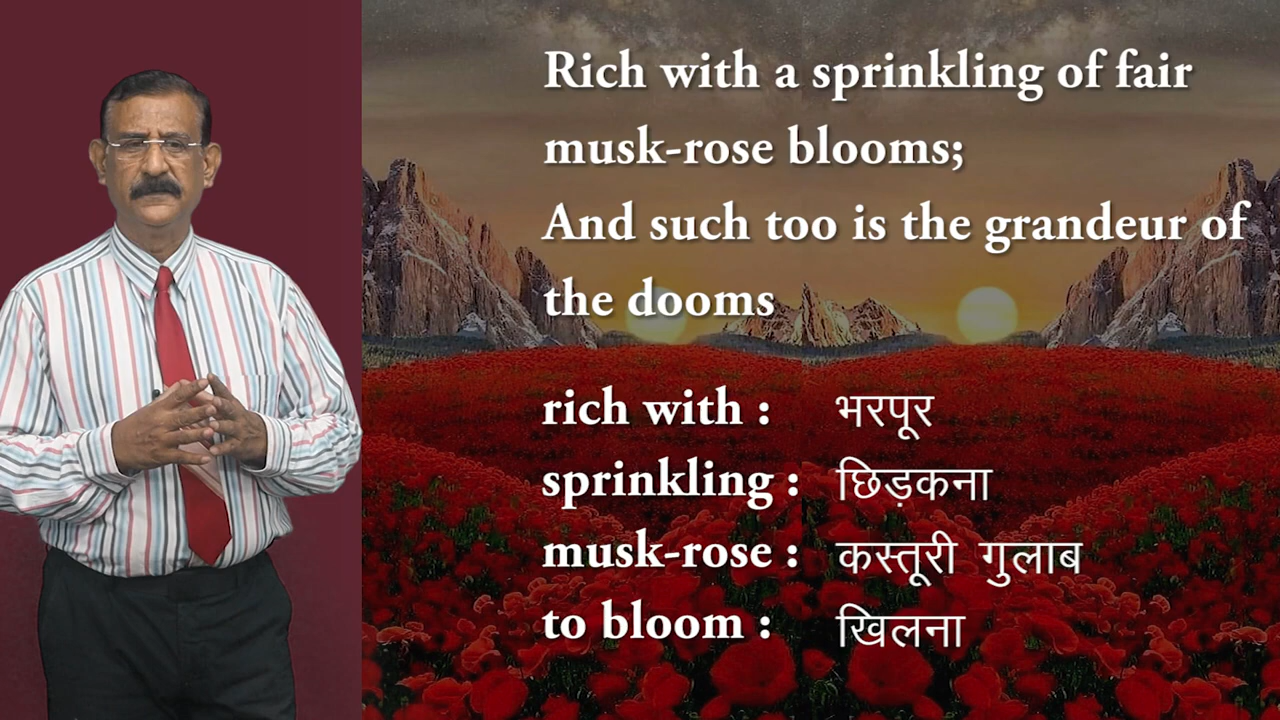 Rich with a sprinkling of fair
musk-rose blooms;
And such too is the grandeur of
the dooms
rich with : भरपूर
sprinkling : छिड़कना
musk-rose : कस्तूरी गुलाब
to bloom : खिलना